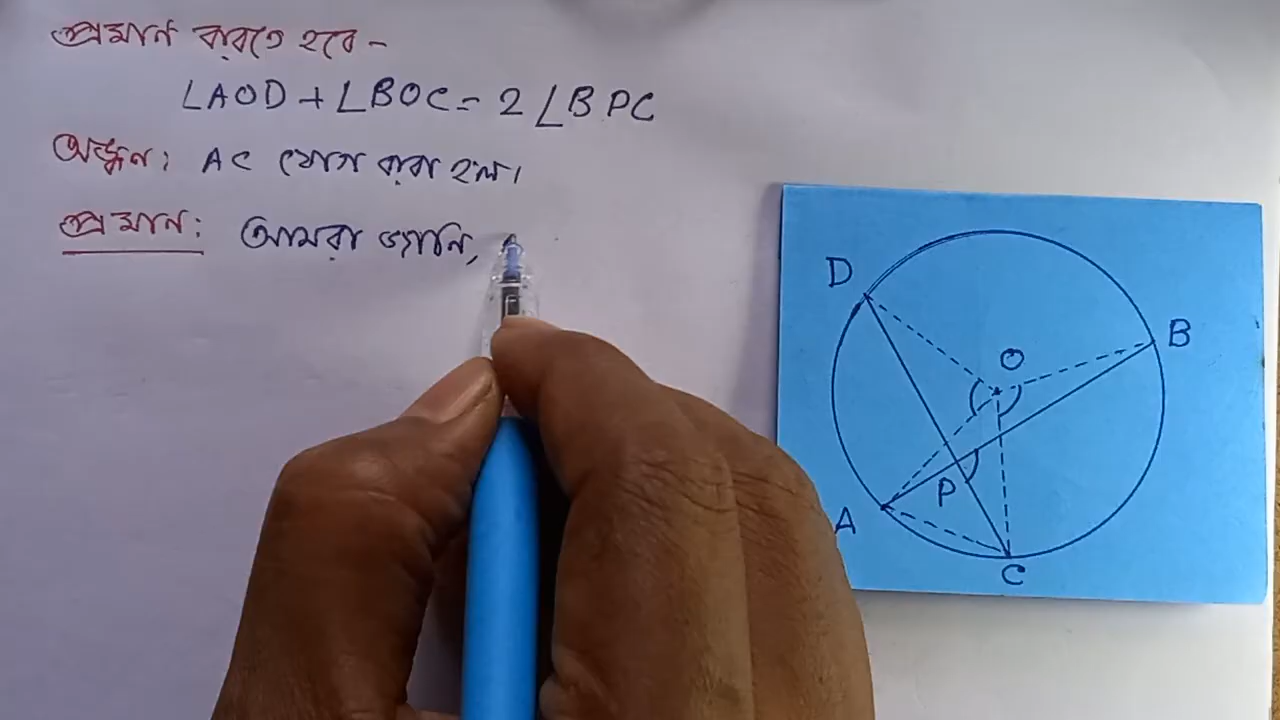 প্রমান করতে হবে -
∠AOD + ∠BOC = 2 ∠BPC
অঙ্কন: AC যোগ করা হল।
প্রমান: আমরা জানি,
D
B
O
P
A
C